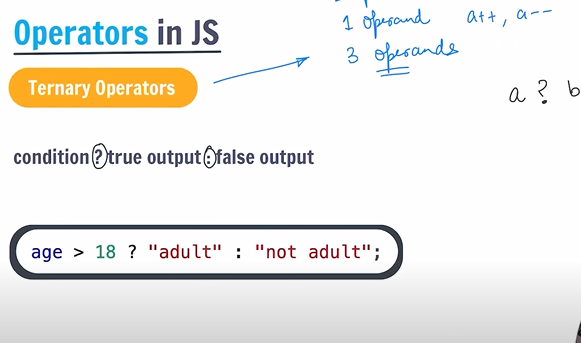 Operators in JS
1 operand a++, a--
3 operands
Ternary Operators
a ? b
condition ? true output : false output
age > 18 ? "adult" : "not adult";